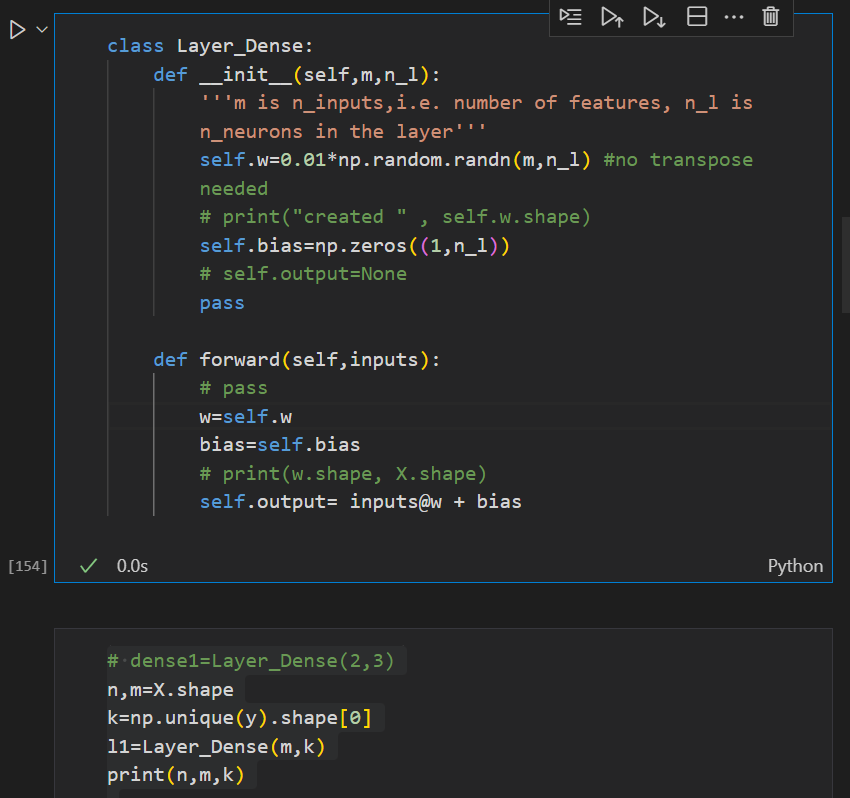 class Layer_Dense:
def __init__(self,m,n_l):
'''m is n_inputs,i.e. number of features, n_l is
n_neurons in the layer'''
self.w=0.01*np.random.randn(m,n_l) #no transpose
needed
# print("created " , self.w.shape)
self.bias=np.zeros((1,n_l))
# self.output=None
pass
def forward(self,inputs):
# pass
w=self.w
bias=self.bias
# print(w.shape, X.shape)
self.output= inputs@w + bias
[154] 0.0s Python
# dense1=Layer_Dense(2,3)
n,m=X.shape
k=np.unique(y).shape[0]
l1=Layer_Dense(m,k)
print(n,m,k)